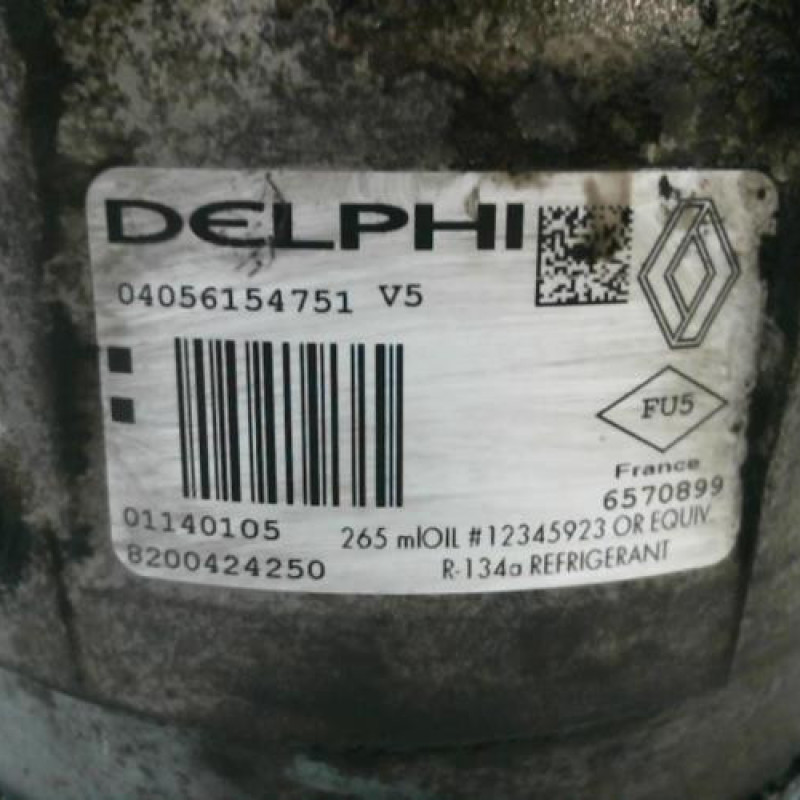 DELPHI
04056154751 V5
FU5
France
6570899
01140105
265 mlOIL #12345923 OR EQUIV.
8200424250
R-134a REFRIGERANT